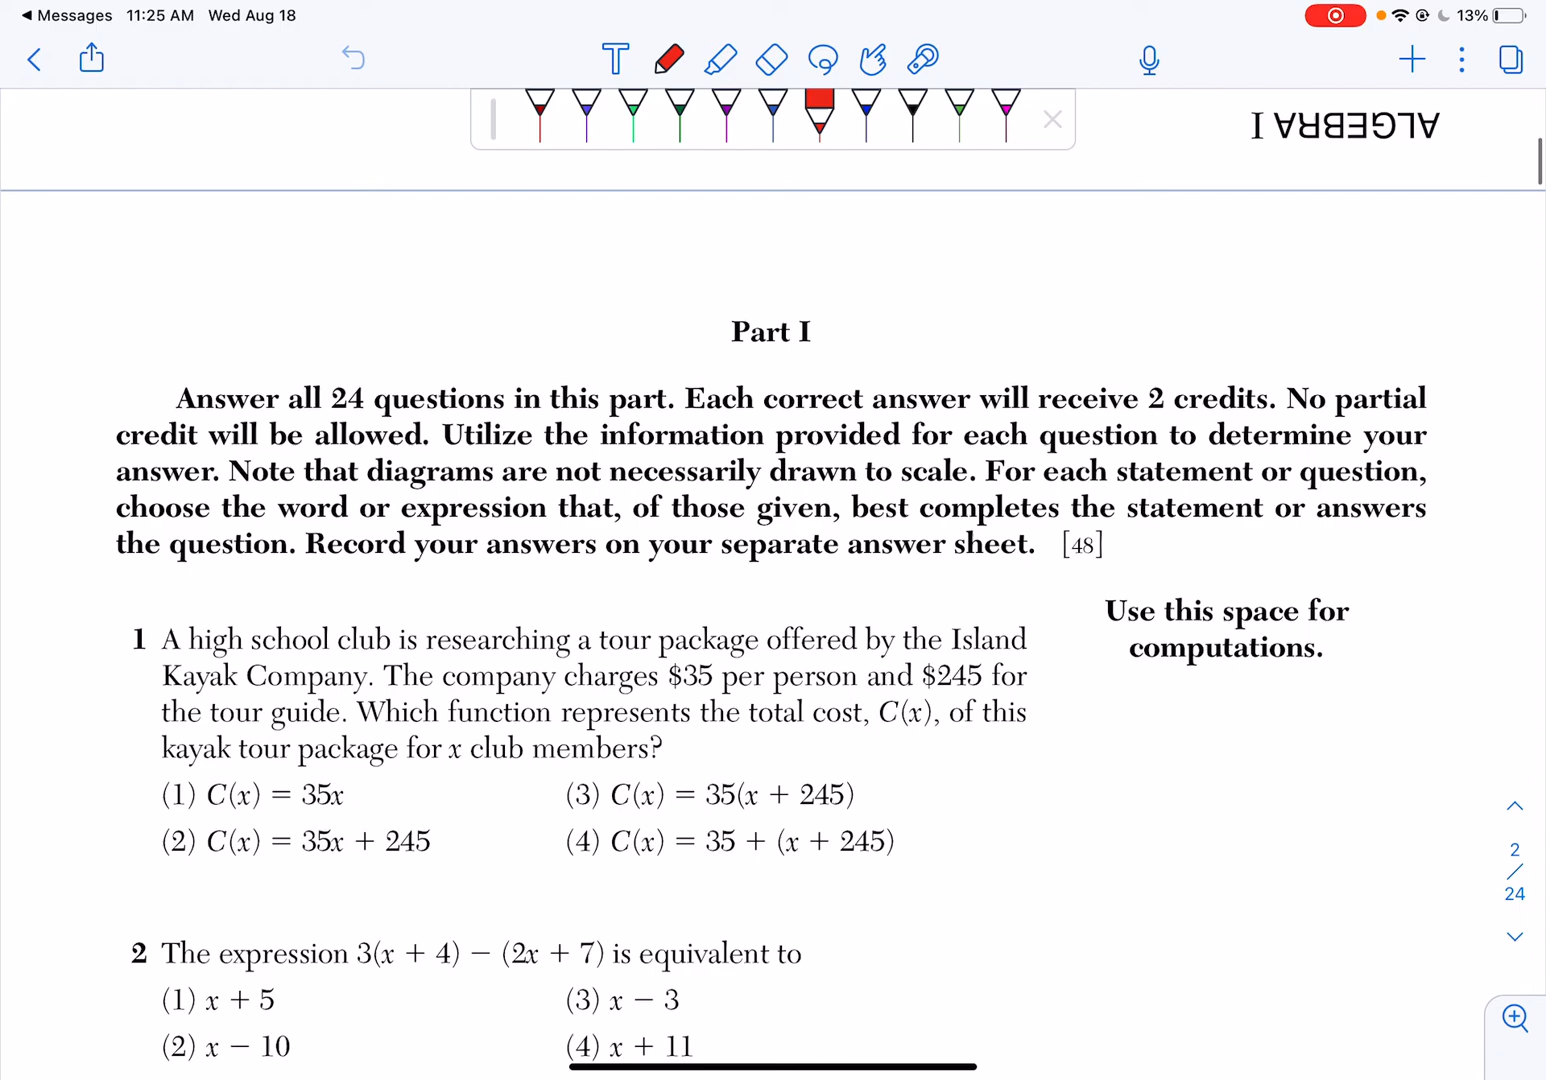 ◀ Messages 11:25 AM Wed Aug 18
13%
T
ALGEBRA I
Part I
Answer all 24 questions in this part. Each correct answer will receive 2 credits. No partial
credit will be allowed. Utilize the information provided for each question to determine your
answer. Note that diagrams are not necessarily drawn to scale. For each statement or question,
choose the word or expression that, of those given, best completes the statement or answers
the question. Record your answers on your separate answer sheet. [48]
Use this space for
computations.
1 A high school club is researching a tour package offered by the Island
Kayak Company. The company charges $35 per person and $245 for
the tour guide. Which function represents the total cost, C(x), of this
kayak tour package for x club members?
(1) C(x) = 35x (3) C(x) = 35(x + 245)
(2) C(x) = 35x + 245 (4) C(x) = 35 + (x + 245)
2 The expression 3(x + 4) − (2x + 7) is equivalent to
(1) x + 5 (3) x − 3
(2) x − 10 (4) x + 11
2
/
24